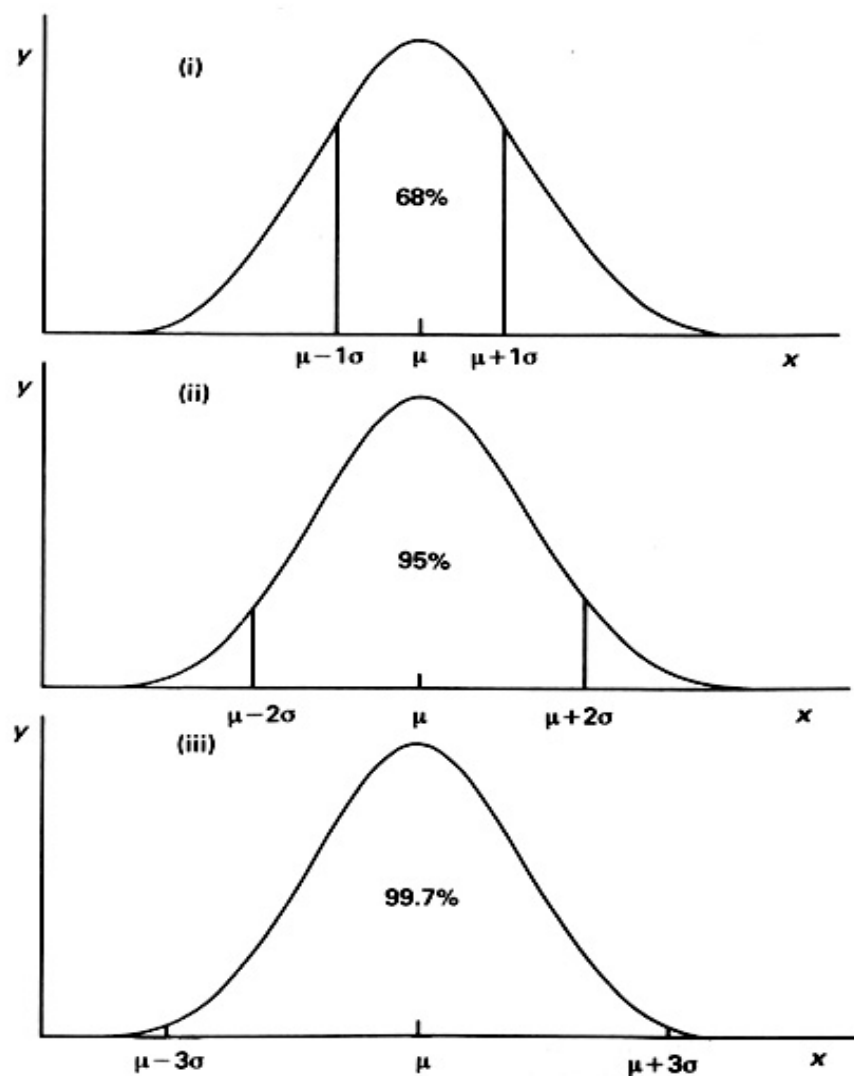 y
(i)
68%
μ−1σ μ μ+1σ x
y
(ii)
95%
μ−2σ μ μ+2σ x
y
(iii)
99.7%
μ−3σ μ μ+3σ x